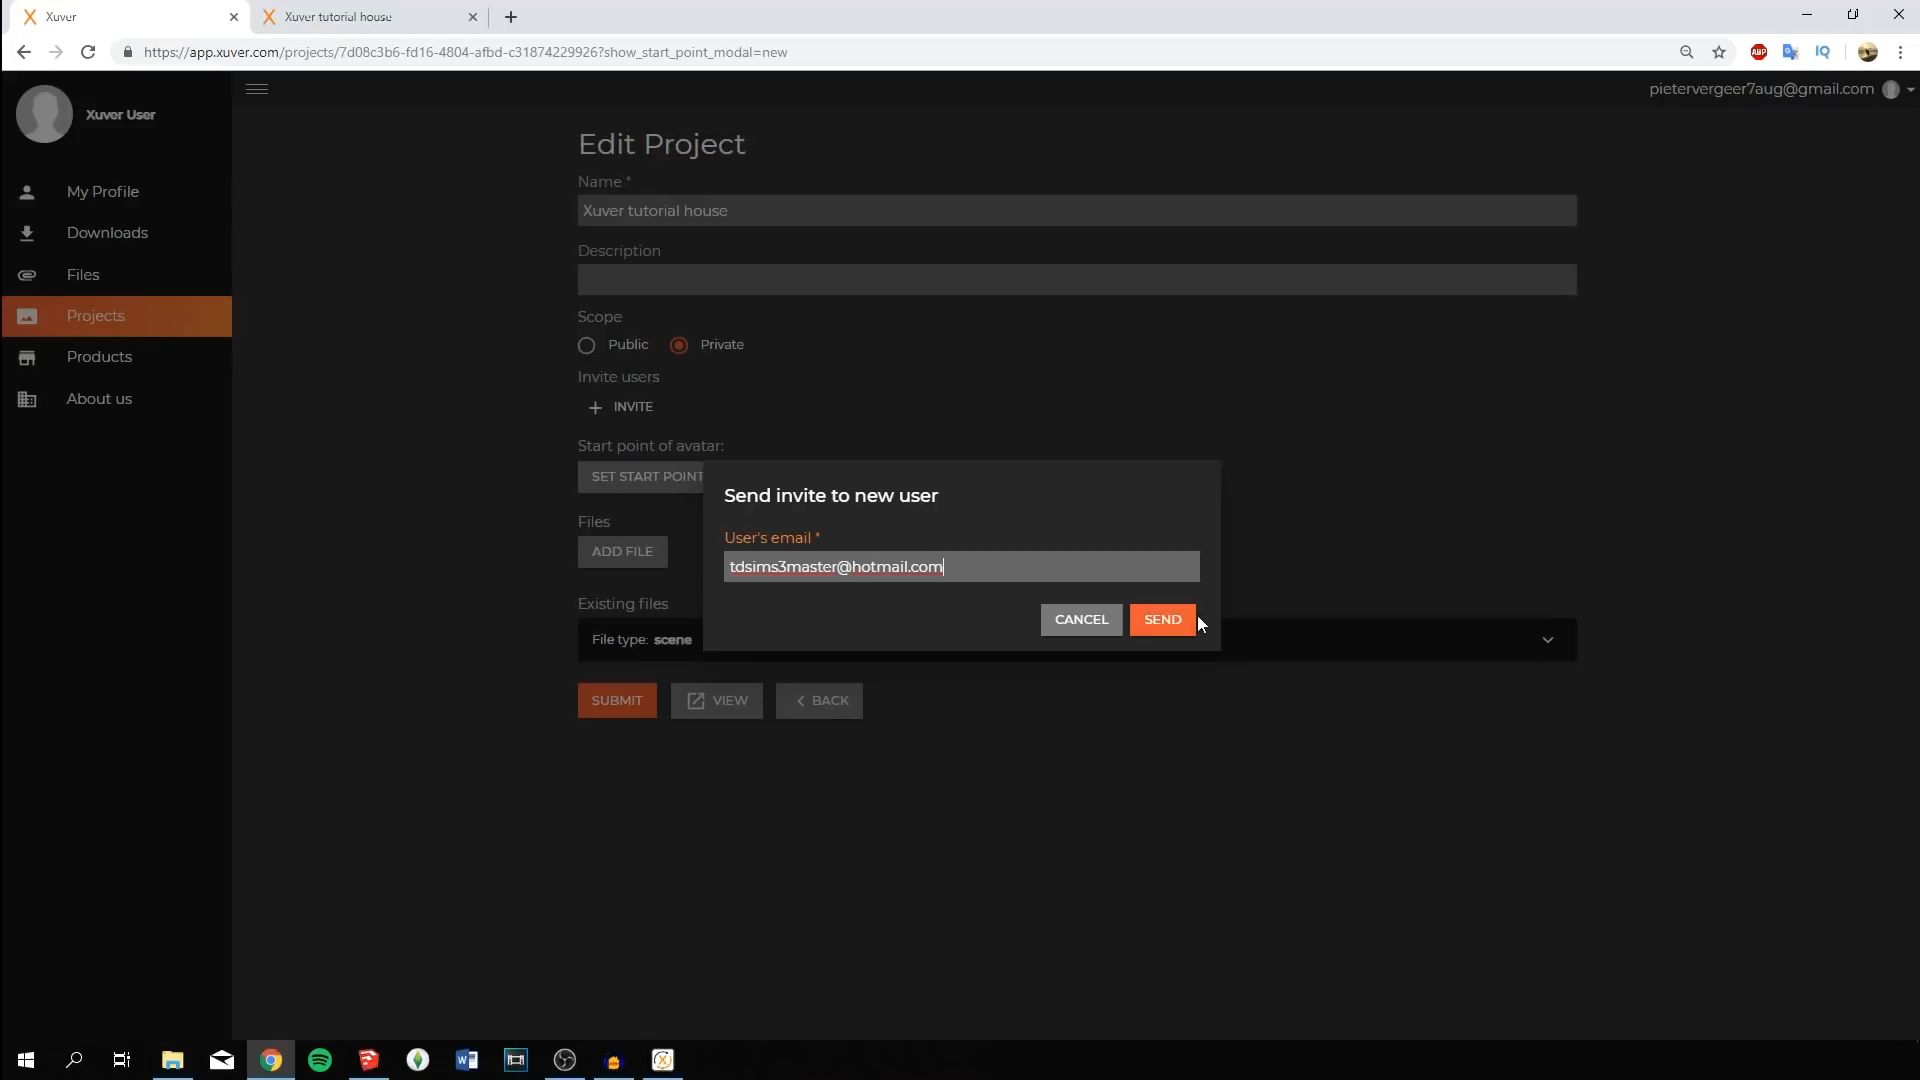 Xuver
Xuver tutorial house
https://app.xuver.com/projects/7d08c3b6-fd16-4804-afbd-c31874229926?show_start_point_modal=new
ABP
IQ
Xuver User
pietervergeer7aug@gmail.com
My Profile
Downloads
Files
Projects
Products
About us
Edit Project
Name *
Xuver tutorial house
Description
Scope
Public
Private
Invite users
INVITE
Start point of avatar:
SET START POINT
Files
ADD FILE
Existing files
File type: scene
Send invite to new user
User's email *
tdsims3master@hotmail.com
CANCEL
SEND
SUBMIT
VIEW
BACK